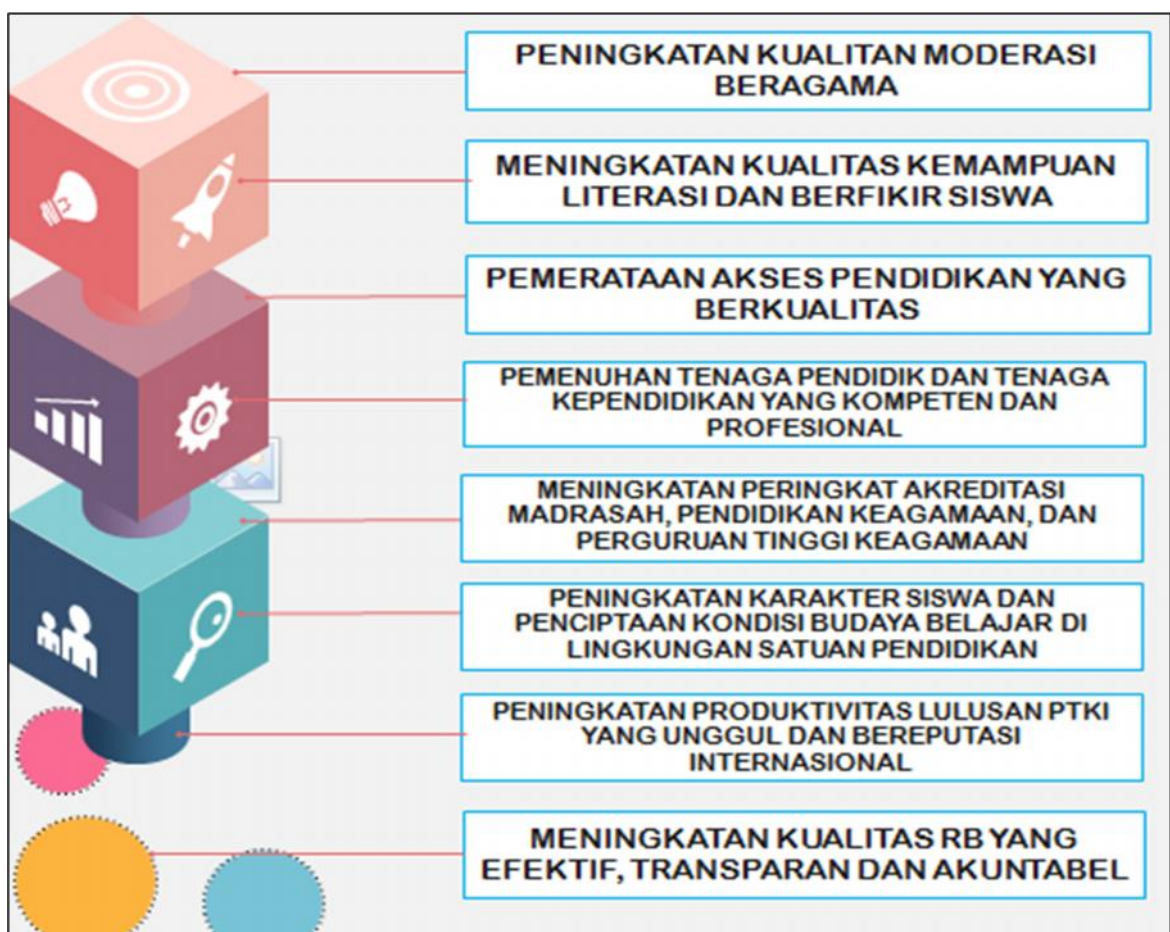 PENINGKATAN KUALITAN MODERASI
BERAGAMA
MENINGKATAN KUALITAS KEMAMPUAN
LITERASI DAN BERFIKIR SISWA
PEMERATAAN AKSES PENDIDIKAN YANG
BERKUALITAS
PEMENUHAN TENAGA PENDIDIK DAN TENAGA
KEPENDIDIKAN YANG KOMPETEN DAN
PROFESIONAL
MENINGKATAN PERINGKAT AKREDITASI
MADRASAH, PENDIDIKAN KEAGAMAAN, DAN
PERGURUAN TINGGI KEAGAMAAN
PENINGKATAN KARAKTER SISWA DAN
PENCIPTAAN KONDISI BUDAYA BELAJAR DI
LINGKUNGAN SATUAN PENDIDIKAN
PENINGKATAN PRODUKTIVITAS LULUSAN PTKI
YANG UNGGUL DAN BEREPUTASI
INTERNASIONAL
MENINGKATAN KUALITAS RB YANG
EFEKTIF, TRANSPARAN DAN AKUNTABEL